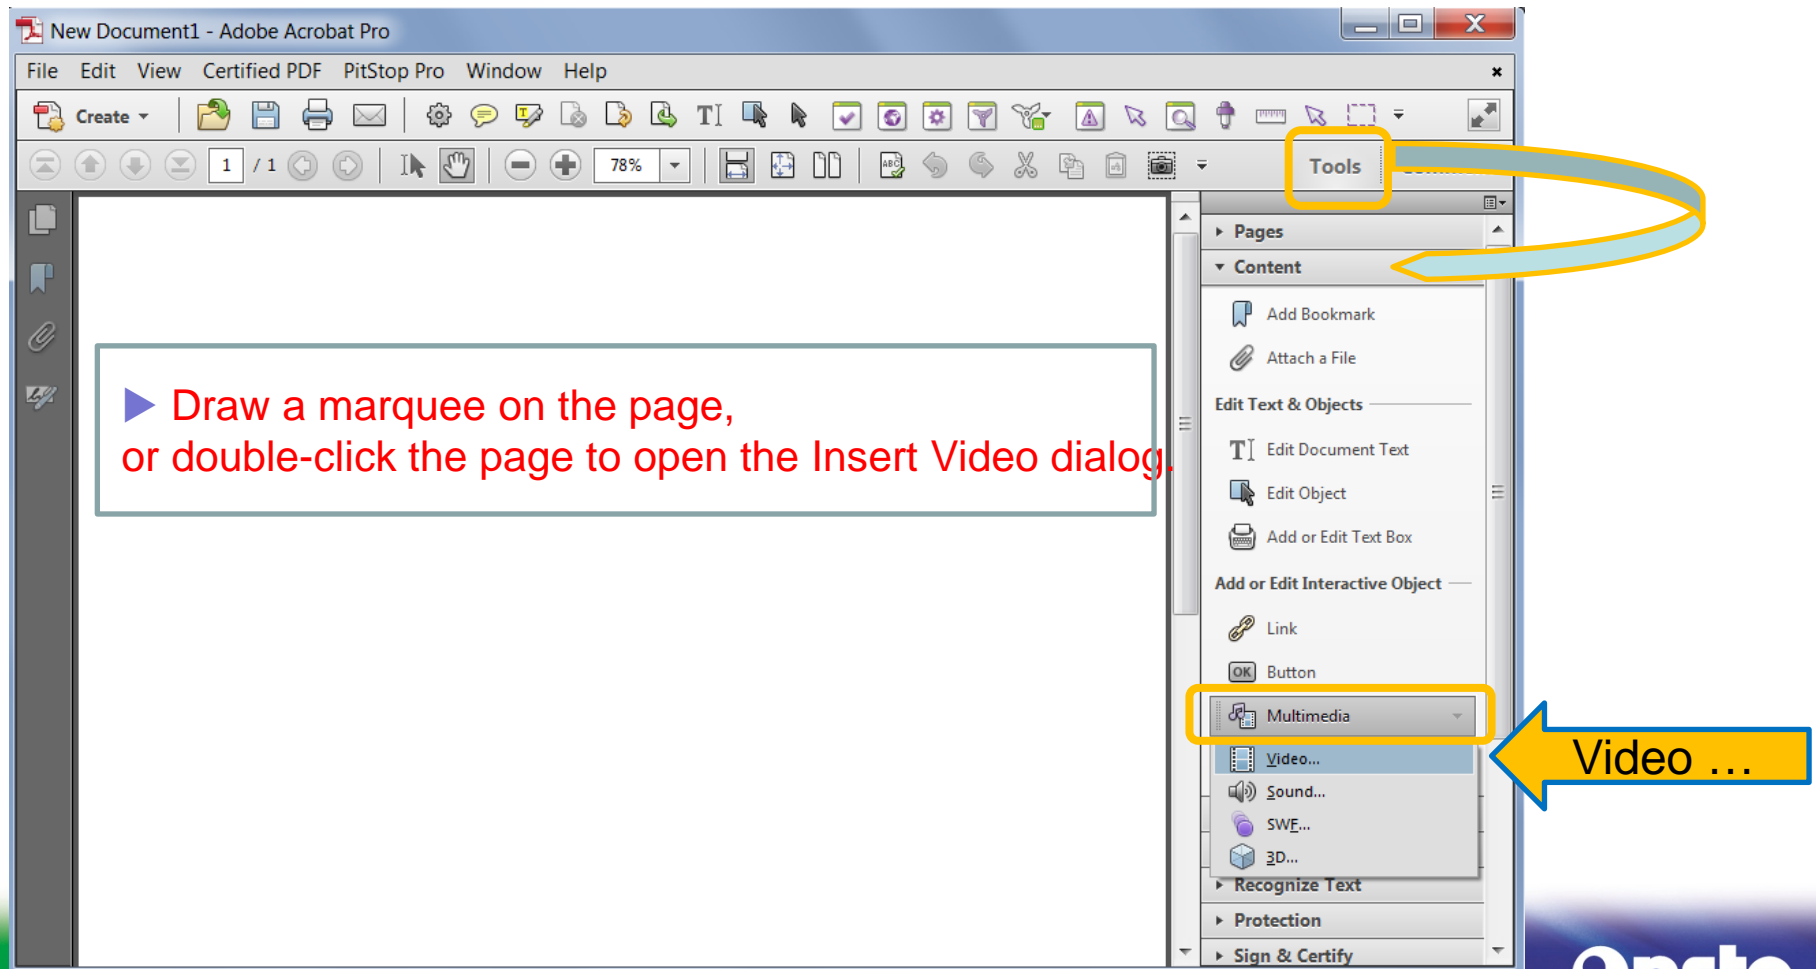 New Document1 - Adobe Acrobat Pro
File Edit View Certified PDF PitStop Pro Window Help
Create
1 / 1 78% Tools
Pages
Content
Add Bookmark
Attach a File
Edit Text & Objects
Edit Document Text
Edit Object
Add or Edit Text Box
Add or Edit Interactive Object
Link
OK Button
Multimedia
Video...
Sound...
SWF...
3D...
Recognize Text
Protection
Sign & Certify
Draw a marquee on the page,
or double-click the page to open the Insert Video dialog.
Video …